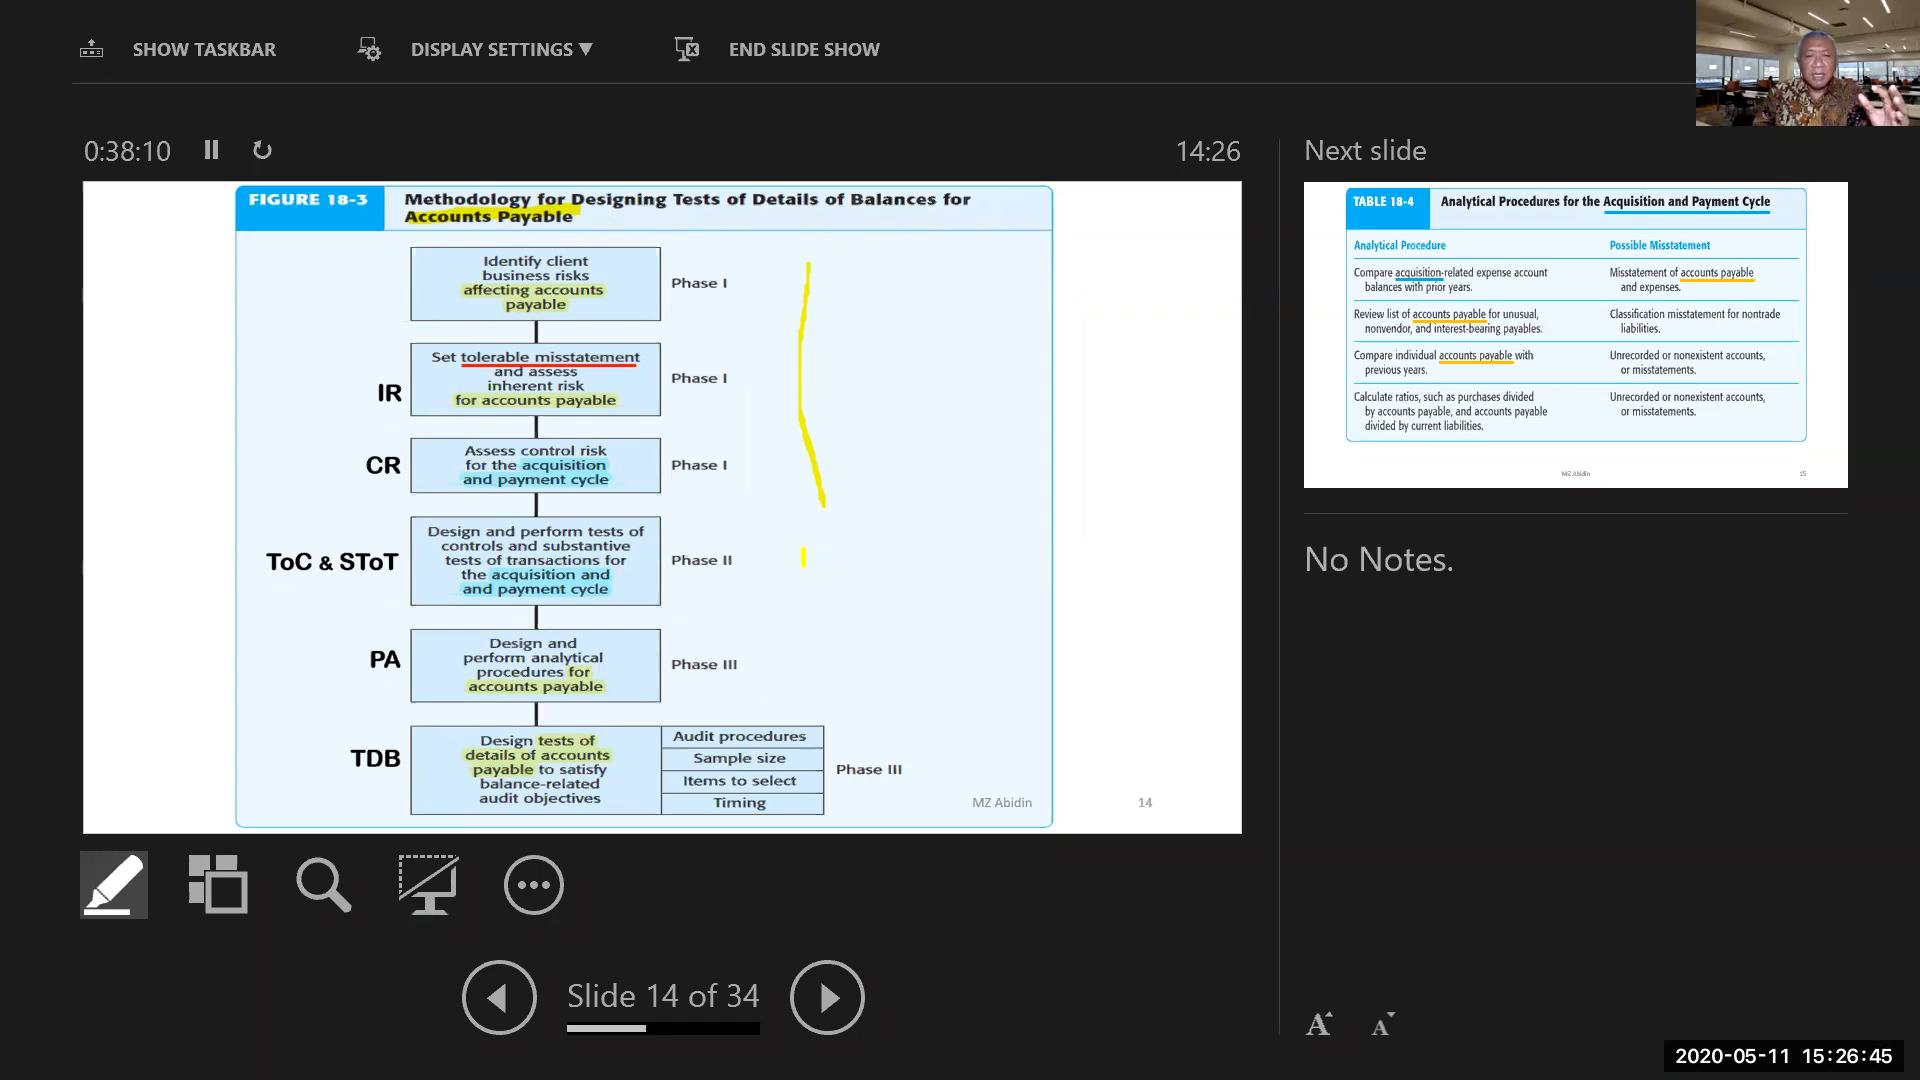 SHOW TASKBAR
DISPLAY SETTINGS ▼
END SLIDE SHOW
0:38:10
14:26
FIGURE 18-3
Methodology for Designing Tests of Details of Balances for
Accounts Payable
Identify client
business risks
affecting accounts
payable
Phase I
IR
Set tolerable misstatement
and assess
inherent risk
for accounts payable
Phase I
CR
Assess control risk
for the acquisition
and payment cycle
Phase I
ToC & SToT
Design and perform tests of
controls and substantive
tests of transactions for
the acquisition and
and payment cycle
Phase II
PA
Design and
perform analytical
procedures for
accounts payable
Phase III
TDB
Design tests of
details of accounts
payable to satisfy
balance-related
audit objectives
Audit procedures
Sample size
Items to select
Timing
Phase III
MZ Abidin
14
Slide 14 of 34
Next slide
TABLE 18-4
Analytical Procedures for the Acquisition and Payment Cycle
Analytical Procedure
Possible Misstatement
Compare acquisition-related expense account
balances with prior years.
Misstatement of accounts payable
and expenses.
Review list of accounts payable for unusual,
nonvendor, and interest-bearing payables.
Classification misstatement for nontrade
liabilities.
Compare individual accounts payable with
previous years.
Unrecorded or nonexistent accounts,
or misstatements.
Calculate ratios, such as purchases divided
by accounts payable, and accounts payable
divided by current liabilities.
Unrecorded or nonexistent accounts,
or misstatements.
MZ Abidin
15
No Notes.
A
A
2020-05-11 15:26:45